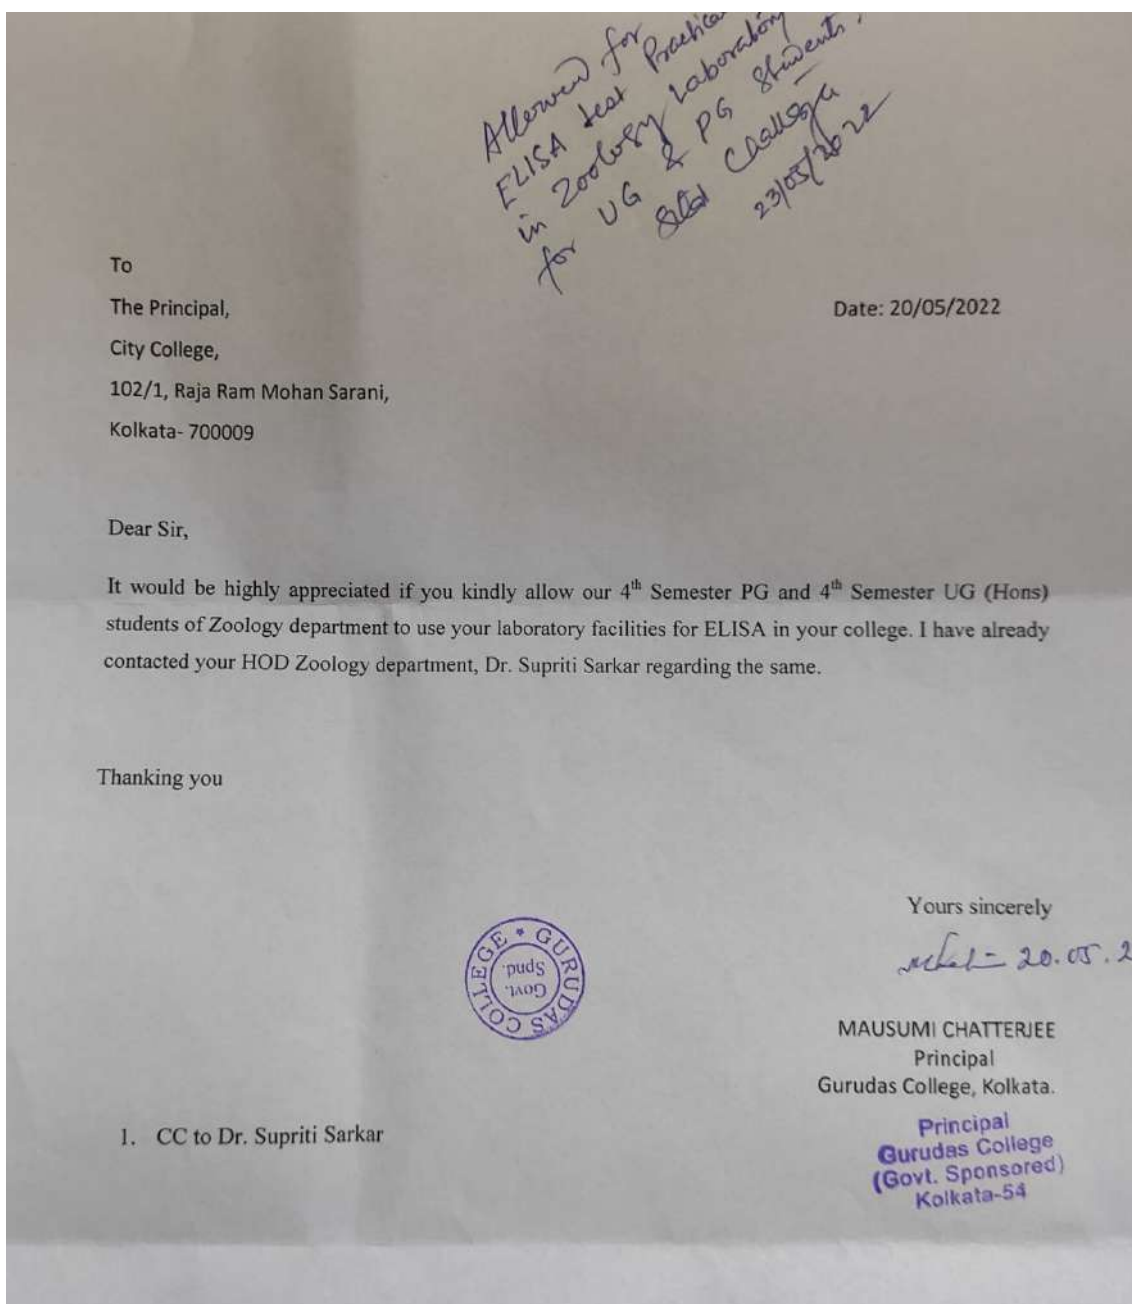 Allowed for
ELISA test Practical
in Zoology Laboratory
for UG & PG Students.
23/05/2022
To
The Principal,
Date: 20/05/2022
City College,
102/1, Raja Ram Mohan Sarani,
Kolkata- 700009
Dear Sir,
It would be highly appreciated if you kindly allow our 4th Semester PG and 4th Semester UG (Hons)
students of Zoology department to use your laboratory facilities for ELISA in your college. I have already
contacted your HOD Zoology department, Dr. Supriti Sarkar regarding the same.
Thanking you
Yours sincerely
20.05.2
GURUDAS COLLEGE *
Govt.
Spnd.
MAUSUMI CHATTERJEE
Principal
Gurudas College, Kolkata.
1. CC to Dr. Supriti Sarkar
Principal
Gurudas College
(Govt. Sponsored)
Kolkata-54